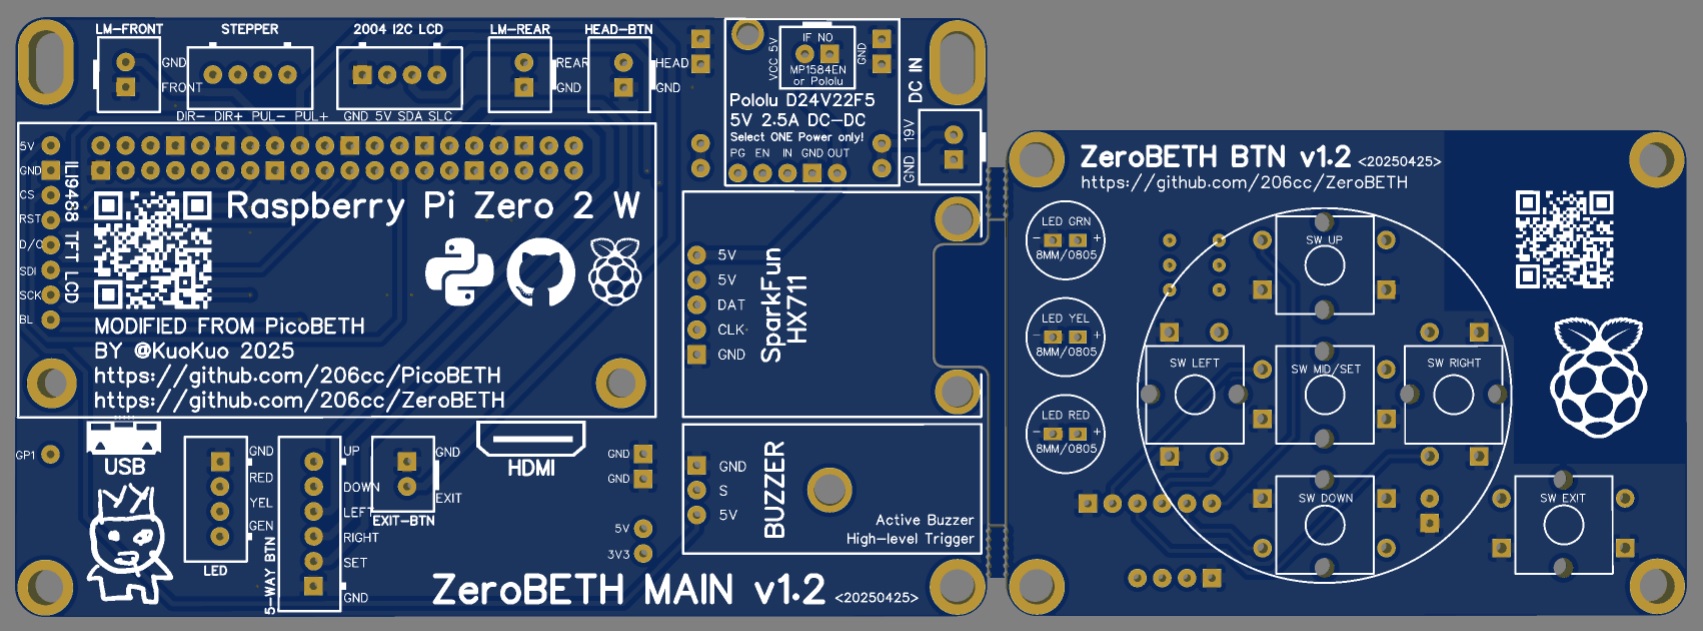 LM-FRONT
GND
FRONT
STEPPER
DIR- DIR+ PUL- PUL+
2004 I2C LCD
GND 5V SDA SLC
LM-REAR
REAR
GND
HEAD-BTN
HEAD
GND
VCC 5V
IF NO
GND
MP1584EN
or Pololu
Pololu D24V22F5
5V 2.5A DC-DC
Select ONE Power only!
PG EN IN GND OUT
DC IN
19V
GND
5V
GND
CS
RST
D/C
SDI
SCK
BL
ILI9488 TFT LCD
Raspberry Pi Zero 2 W
MODIFIED FROM PicoBETH
BY @KuoKuo 2025
https://github.com/206cc/PicoBETH
https://github.com/206cc/ZeroBETH
5V
5V
DAT
CLK
GND
SparkFun
HX711
GP1
USB
GND
RED
YEL
GEN
LED
UP
DOWN
LEFT
RIGHT
SET
GND
5-WAY BTN
GND
EXIT
EXIT-BTN
HDMI
GND
GND
5V
3V3
GND
S
5V
BUZZER
Active Buzzer
High-level Trigger
ZeroBETH MAIN v1.2 <20250425>
ZeroBETH BTN v1.2 <20250425>
https://github.com/206cc/ZeroBETH
LED GRN
- +
8MM/0805
LED YEL
- +
8MM/0805
LED RED
- +
8MM/0805
SW UP
SW LEFT
SW MID/SET
SW RIGHT
SW DOWN
SW EXIT